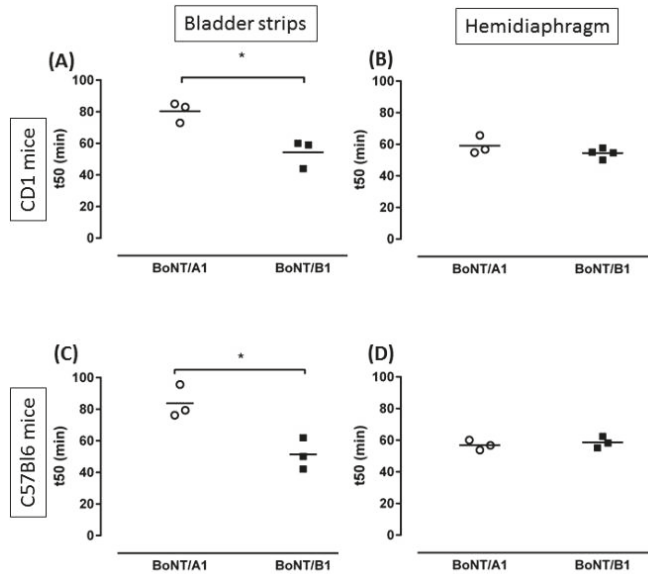 Bladder strips
Hemidiaphragm
CD1 mice
(A)
*
100
80
60
40
20
0
t50 (min)
BoNT/A1
BoNT/B1
(B)
100
80
60
40
20
0
t50 (min)
BoNT/A1
BoNT/B1
C57Bl6 mice
(C)
*
100
80
60
40
20
0
t50 (min)
BoNT/A1
BoNT/B1
(D)
100
80
60
40
20
0
t50 (min)
BoNT/A1
BoNT/B1